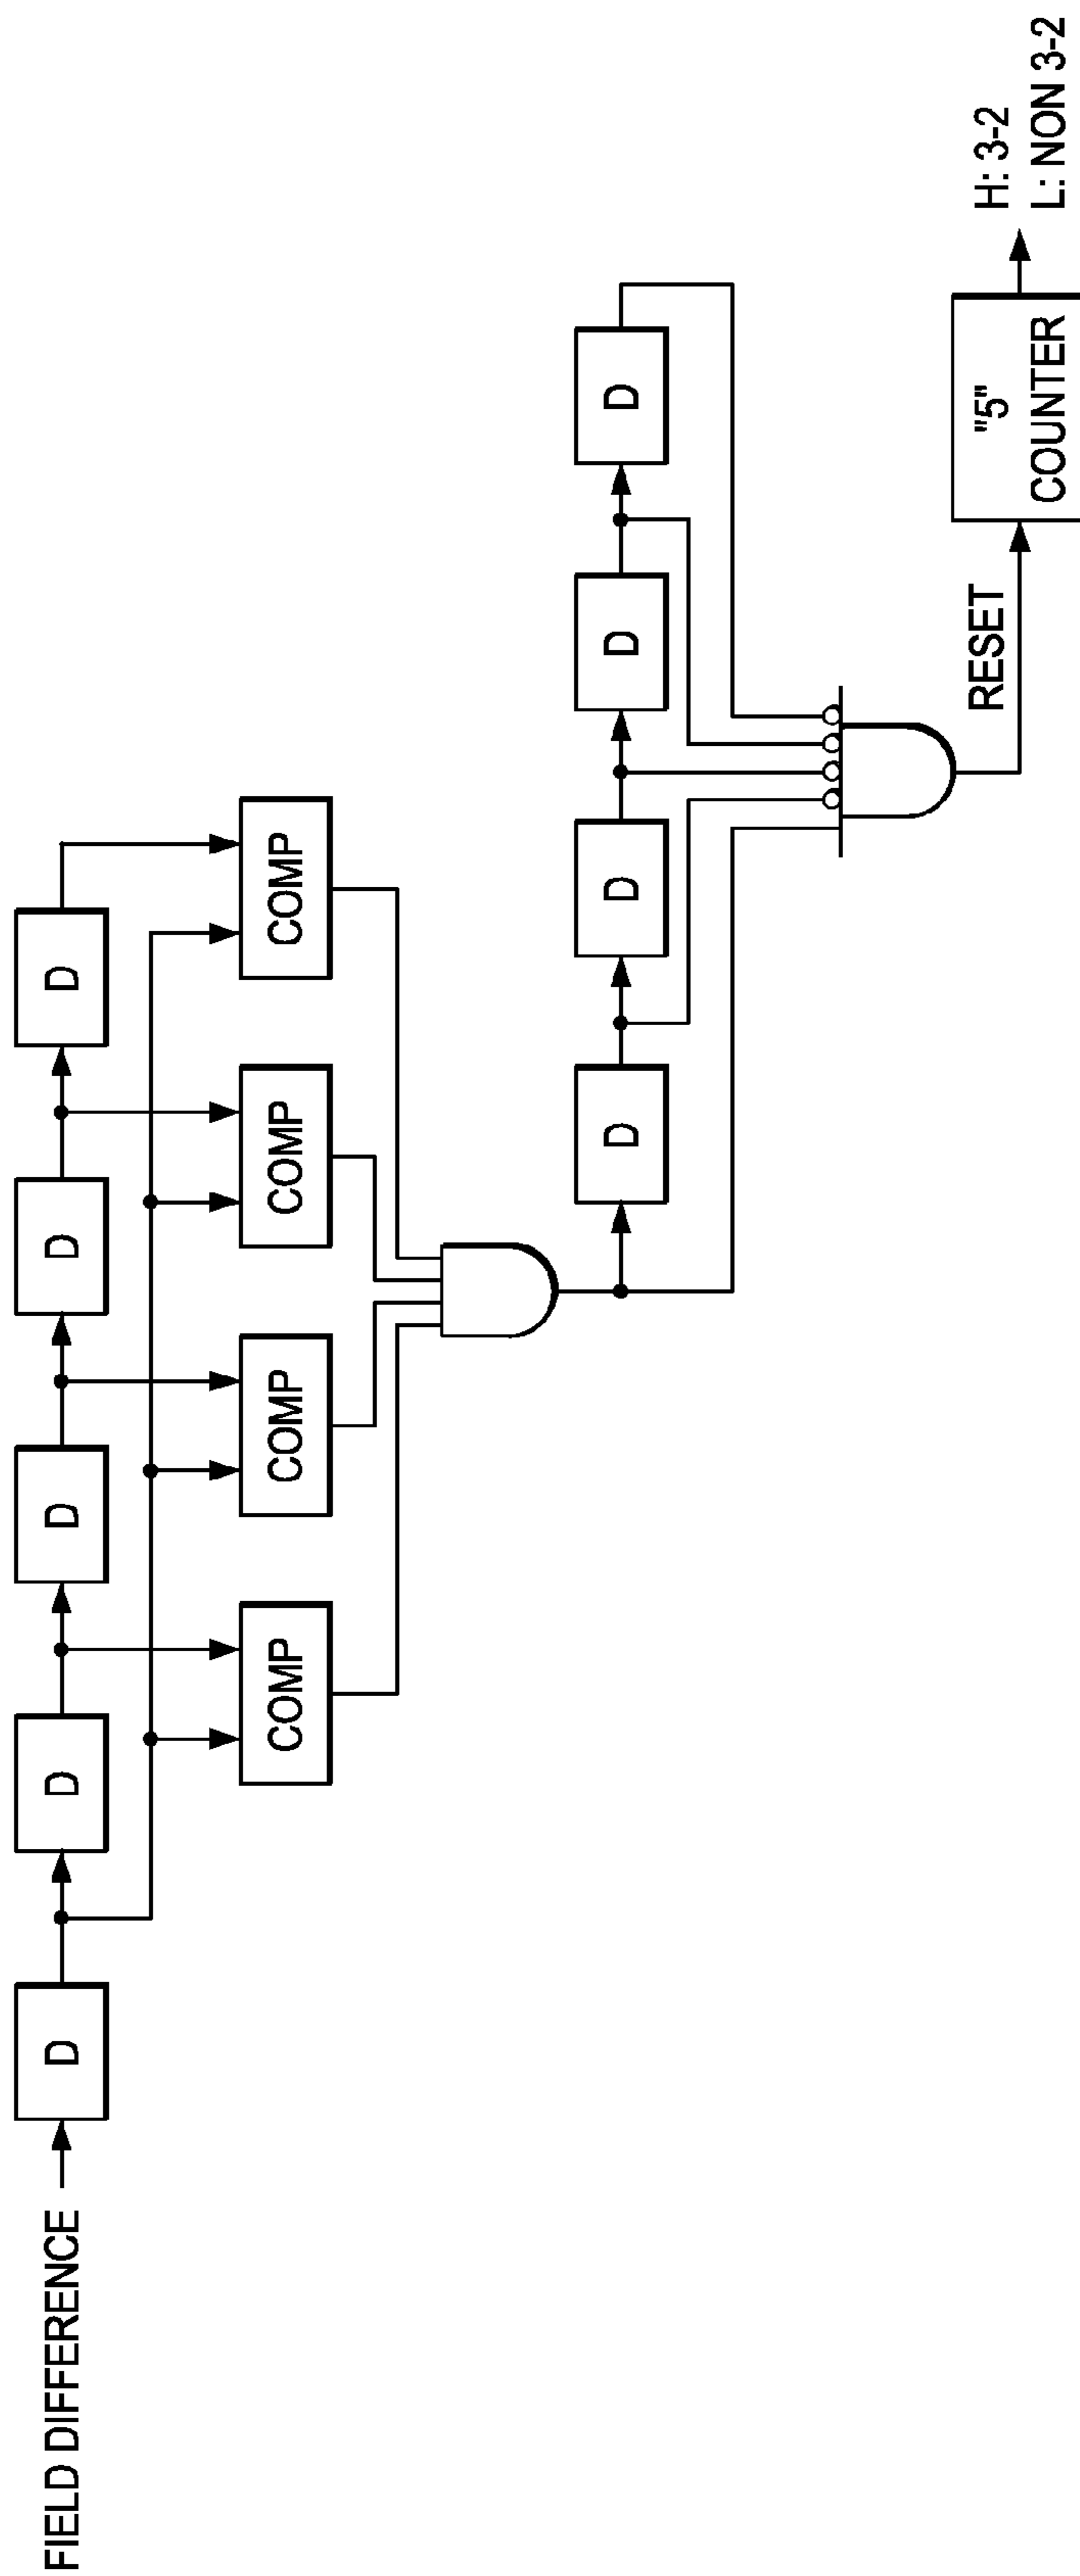 FIELD DIFFERENCE
D
D
D
D
D
COMP
COMP
COMP
COMP
D
D
D
D
RESET
"5"
COUNTER
H: 3-2
L: NON 3-2